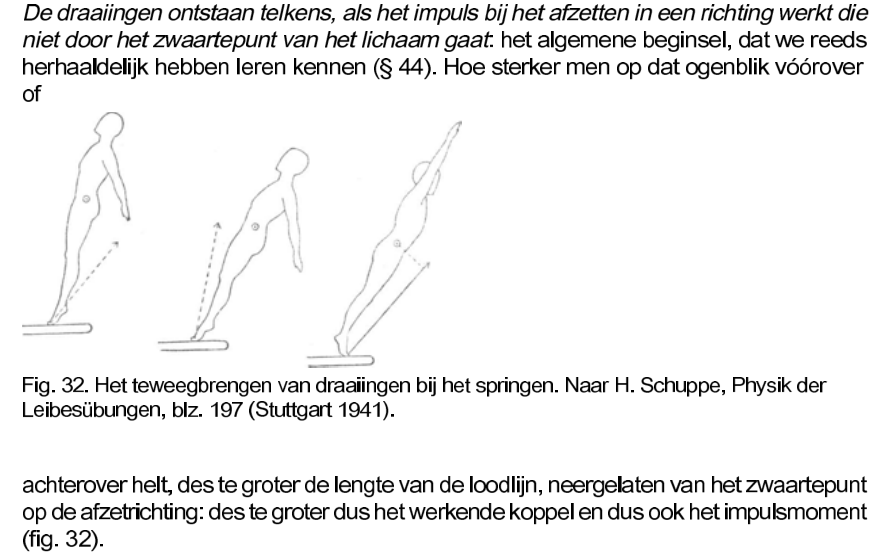 De draaiingen ontstaan telkens, als het impuls bij het afzetten in een richting werkt die
niet door het zwaartepunt van het lichaam gaat: het algemene beginsel, dat we reeds
herhaaldelijk hebben leren kennen (§ 44). Hoe sterker men op dat ogenblik vóórover
of
Fig. 32. Het teweegbrengen van draaiingen bij het springen. Naar H. Schuppe, Physik der
Leibesübungen, blz. 197 (Stuttgart 1941).
achterover helt, des te groter de lengte van de loodlijn, neergelaten van het zwaartepunt
op de afzetrichting: des te groter dus het werkende koppel en dus ook het impulsmoment
(fig. 32).